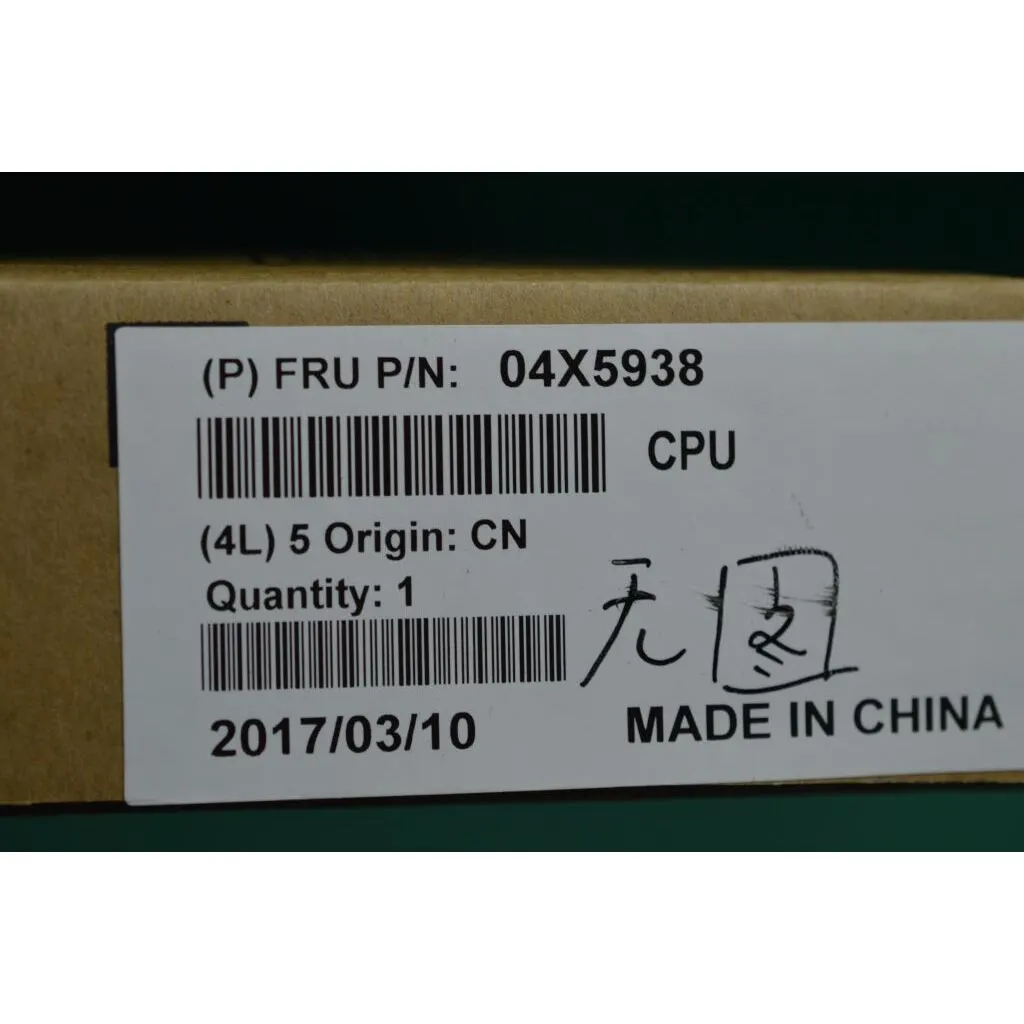 (P) FRU P/N: 04X5938
CPU
(4L) 5 Origin: CN
Quantity: 1
无图
2017/03/10
MADE IN CHINA